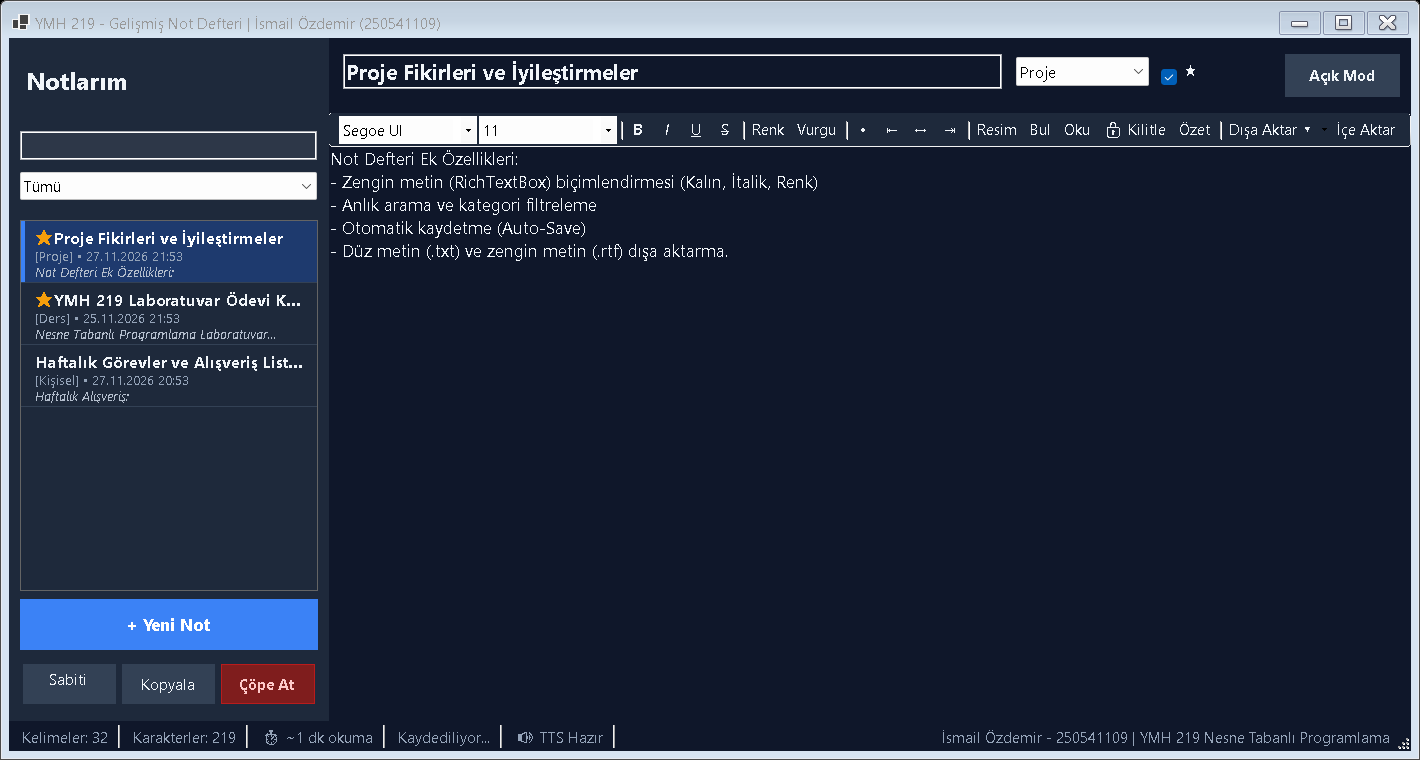 YMH 219 - Gelişmiş Not Defteri | İsmail Özdemir (250541109)
Notlarım
Tümü
Proje Fikirleri ve İyileştirmeler
[Proje] • 27.11.2026 21:53
Not Defteri Ek Özellikleri:
YMH 219 Laboratuvar Ödevi K...
[Ders] • 25.11.2026 21:53
Nesne Tabanlı Programlama Laboratuvar...
Haftalık Görevler ve Alışveriş List...
[Kişisel] • 27.11.2026 20:53
Haftalık Alışveriş:
+ Yeni Not
Sabiti Kopyala Çöpe At
Proje Fikirleri ve İyileştirmeler Proje ★ Açık Mod
Segoe UI 11 B I U S Renk Vurgu • ← ↔ → Resim Bul Oku Kilitle Özet Dışa Aktar İçe Aktar
Not Defteri Ek Özellikleri:
- Zengin metin (RichTextBox) biçimlendirmesi (Kalın, İtalik, Renk)
- Anlık arama ve kategori filtreleme
- Otomatik kaydetme (Auto-Save)
- Düz metin (.txt) ve zengin metin (.rtf) dışa aktarma.
Kelimeler: 32 Karakterler: 219 ~1 dk okuma Kaydediliyor... TTS Hazır İsmail Özdemir - 250541109 | YMH 219 Nesne Tabanlı Programlama